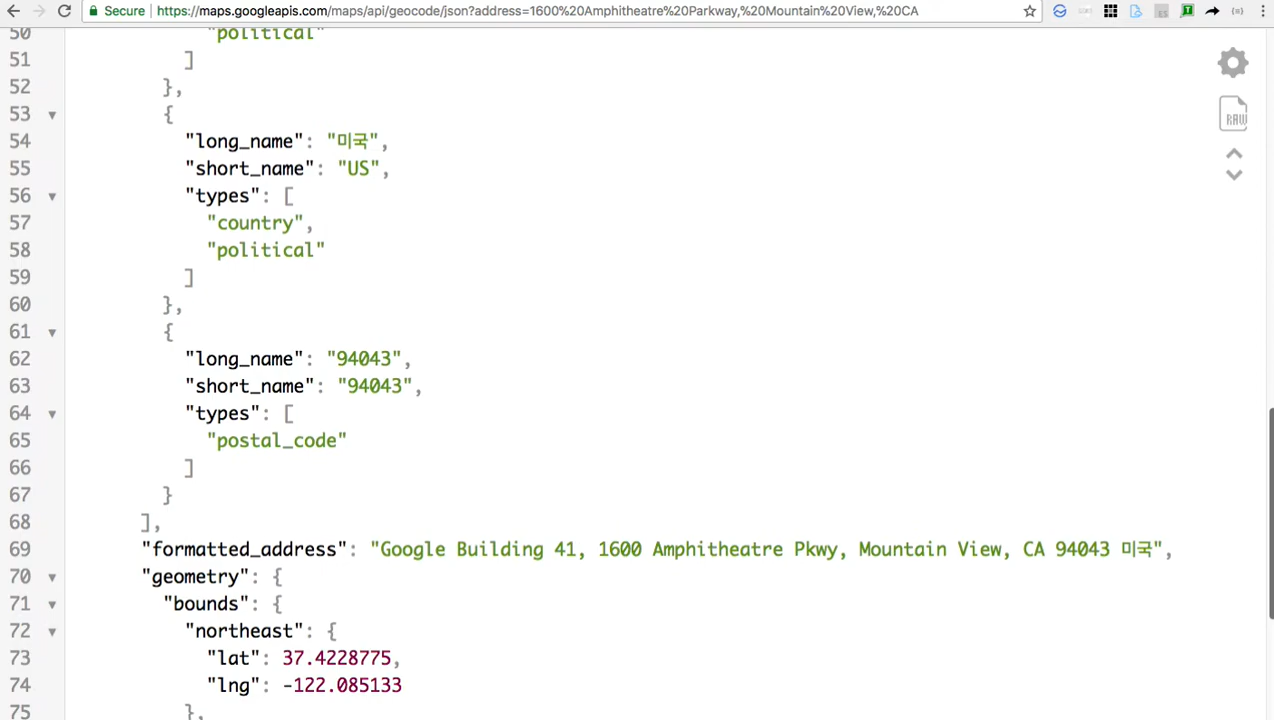 Secure https://maps.googleapis.com/maps/api/geocode/json?address=1600%20Amphitheatre%20Parkway,%20Mountain%20View,%20CA
50 "political"
51 ]
52 },
53 {
54 "long_name": "미국",
55 "short_name": "US",
56 "types": [
57 "country",
58 "political"
59 ]
60 },
61 {
62 "long_name": "94043",
63 "short_name": "94043",
64 "types": [
65 "postal_code"
66 ]
67 }
68 ],
69 "formatted_address": "Google Building 41, 1600 Amphitheatre Pkwy, Mountain View, CA 94043 미국",
70 "geometry": {
71 "bounds": {
72 "northeast": {
73 "lat": 37.4228775,
74 "lng": -122.085133
75 },
RAW